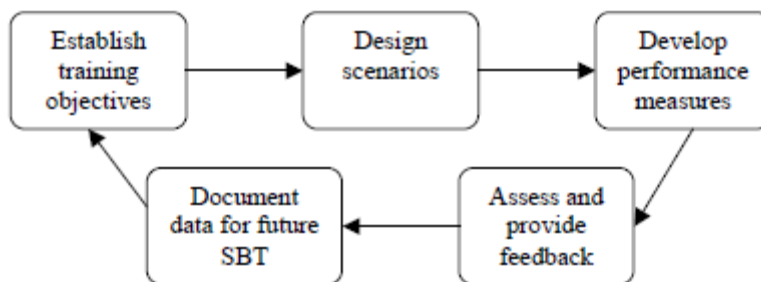 Establish
training
objectives
Design
scenarios
Develop
performance
measures
Document
data for future
SBT
Assess and
provide
feedback